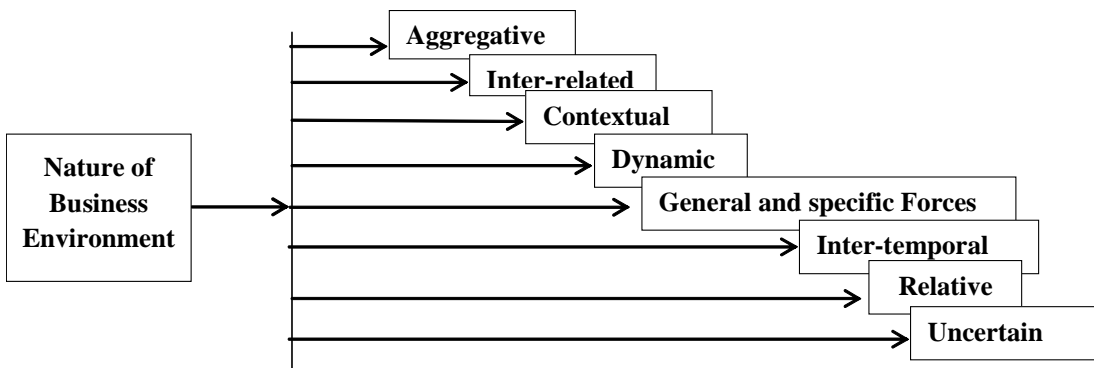 Aggregative
Inter-related
Contextual
Dynamic
Nature of
Business
Environment
General and specific Forces
Inter-temporal
Relative
Uncertain